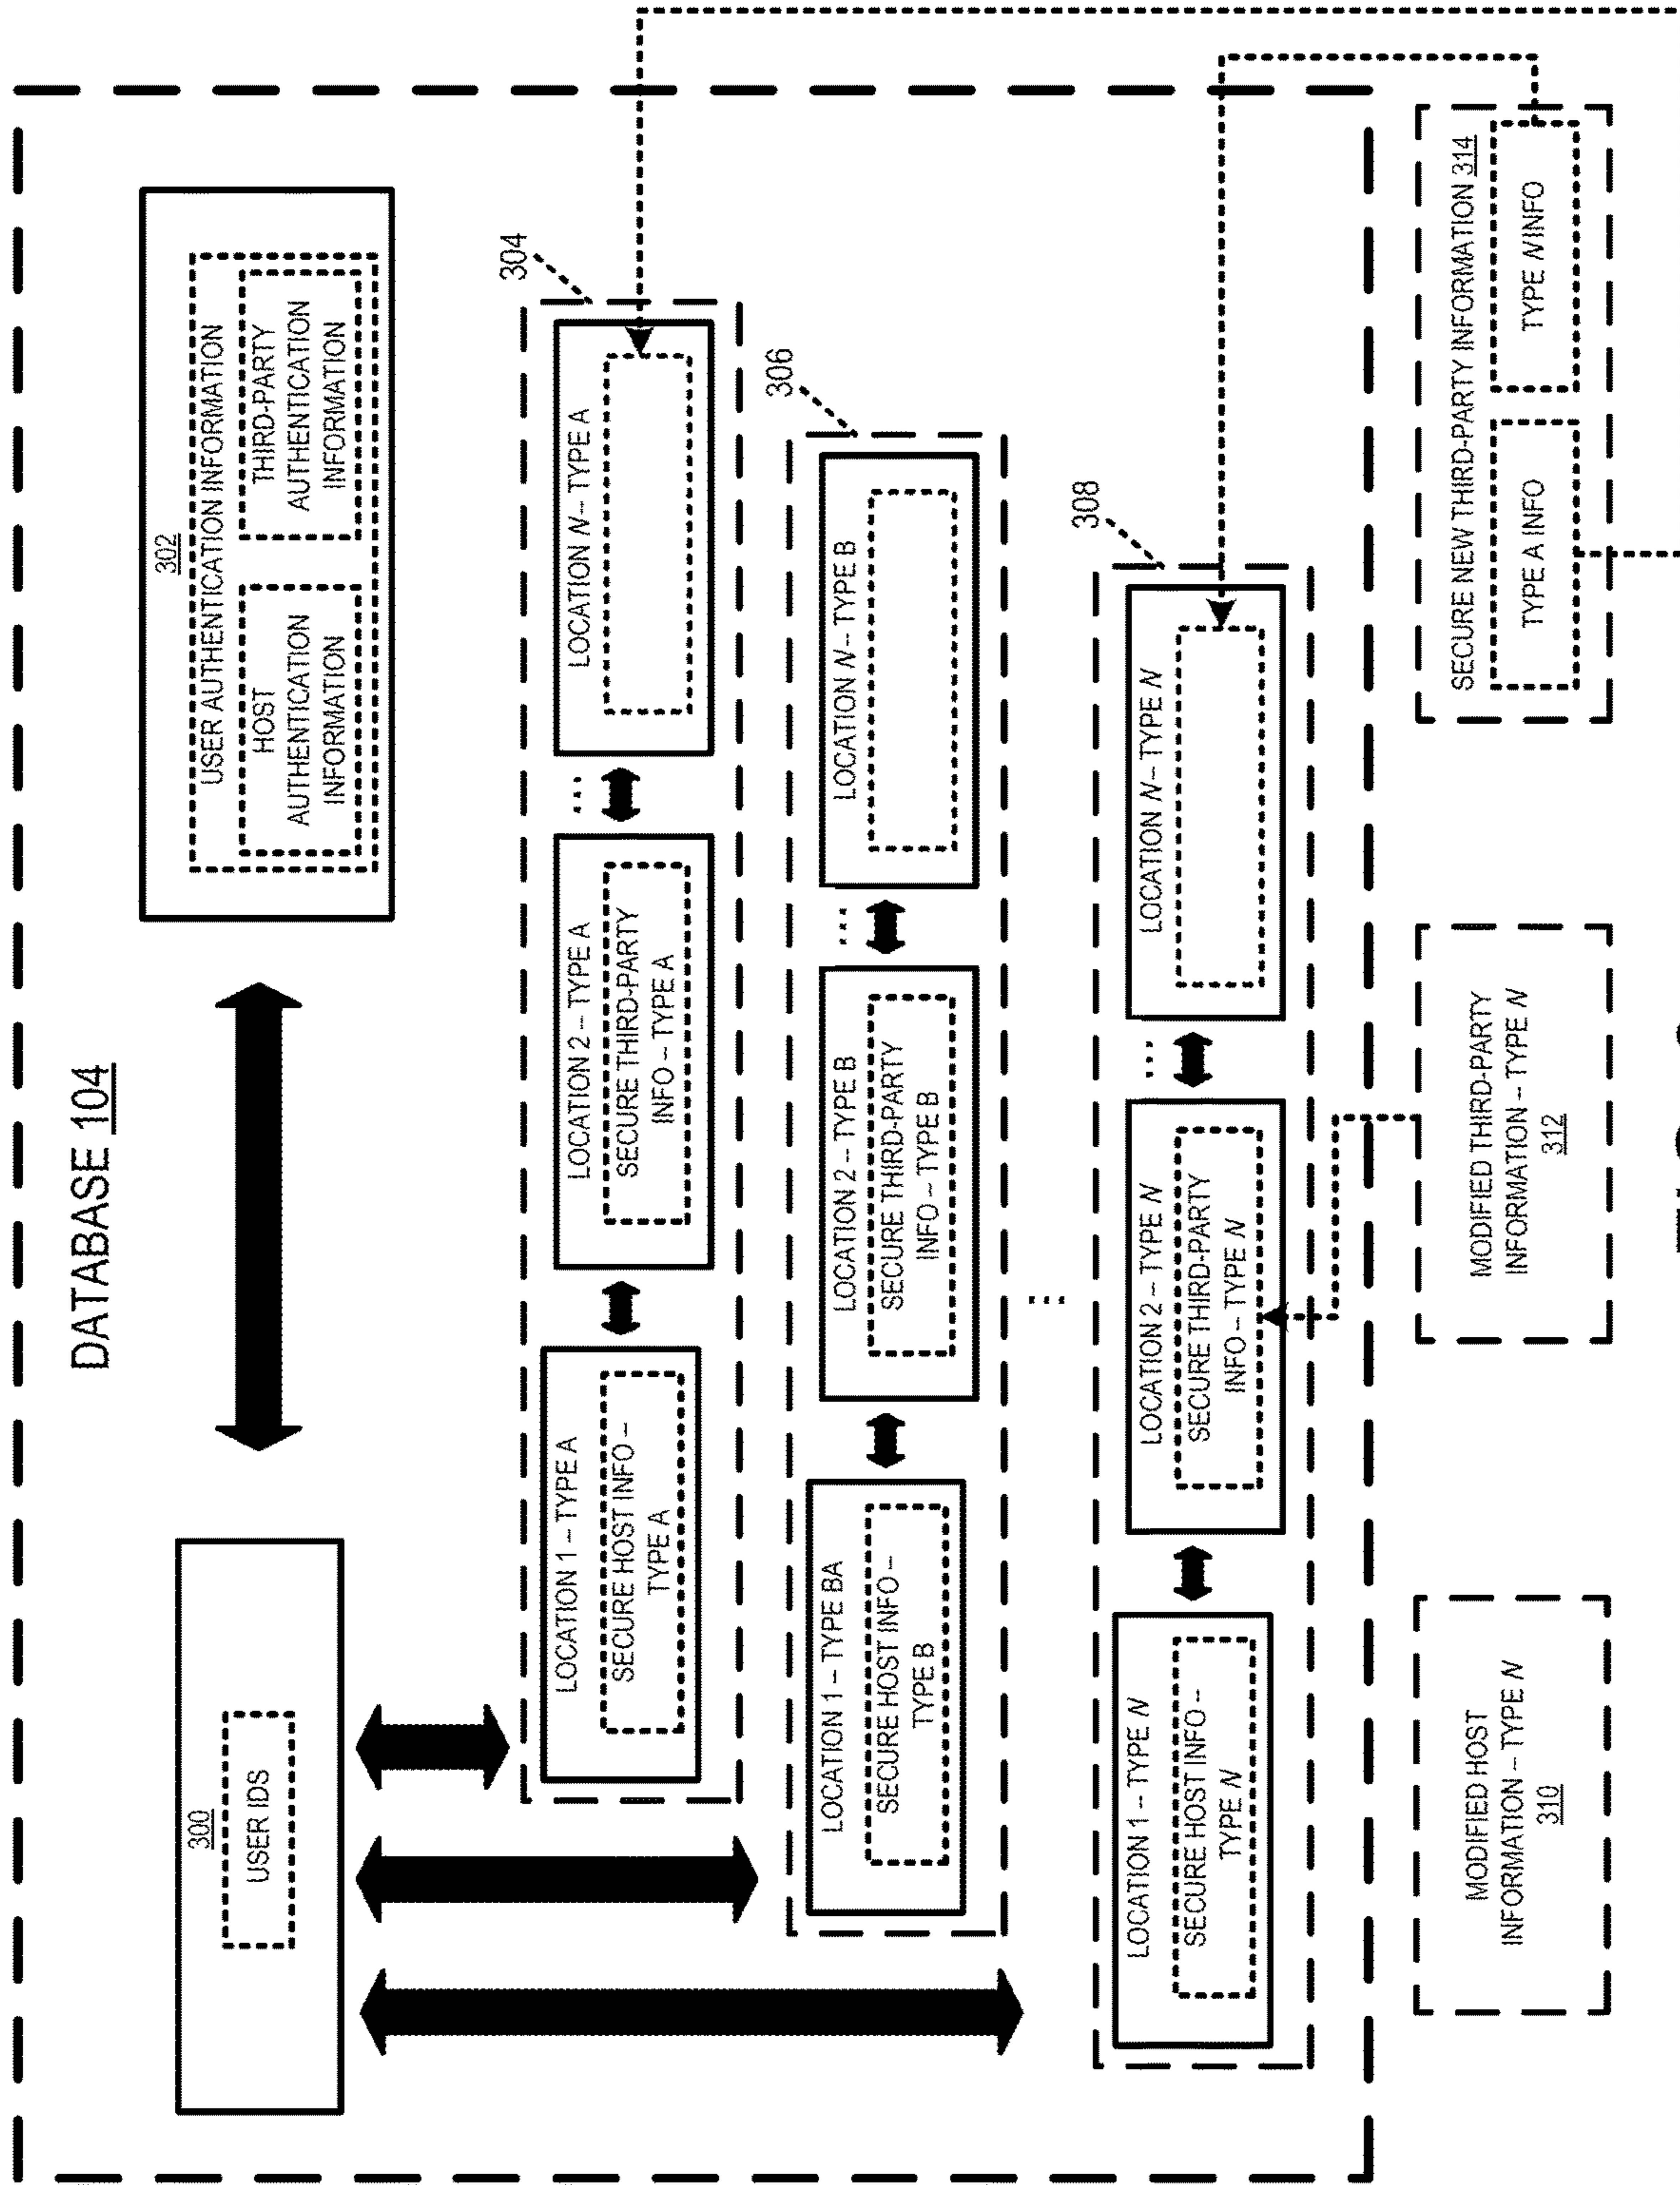 DATABASE 104
300
USER IDS
302
USER AUTHENTICATION INFORMATION
HOST
AUTHENTICATION
INFORMATION
THIRD-PARTY
AUTHENTICATION
INFORMATION
304
LOCATION 1 – TYPE A
SECURE HOST INFO –
TYPE A
LOCATION 2 – TYPE A
SECURE THIRD-PARTY
INFO – TYPE A
...
LOCATION N – TYPE A
306
LOCATION 1 – TYPE BA
SECURE HOST INFO –
TYPE B
LOCATION 2 – TYPE B
SECURE THIRD-PARTY
INFO – TYPE B
...
LOCATION N – TYPE B
...
308
LOCATION 1 – TYPE N
SECURE HOST INFO –
TYPE N
LOCATION 2 – TYPE N
SECURE THIRD-PARTY
INFO – TYPE N
...
LOCATION N – TYPE N
MODIFIED HOST
INFORMATION – TYPE N
310
MODIFIED THIRD-PARTY
INFORMATION – TYPE N
312
SECURE NEW THIRD-PARTY INFORMATION 314
TYPE A INFO
TYPE N INFO